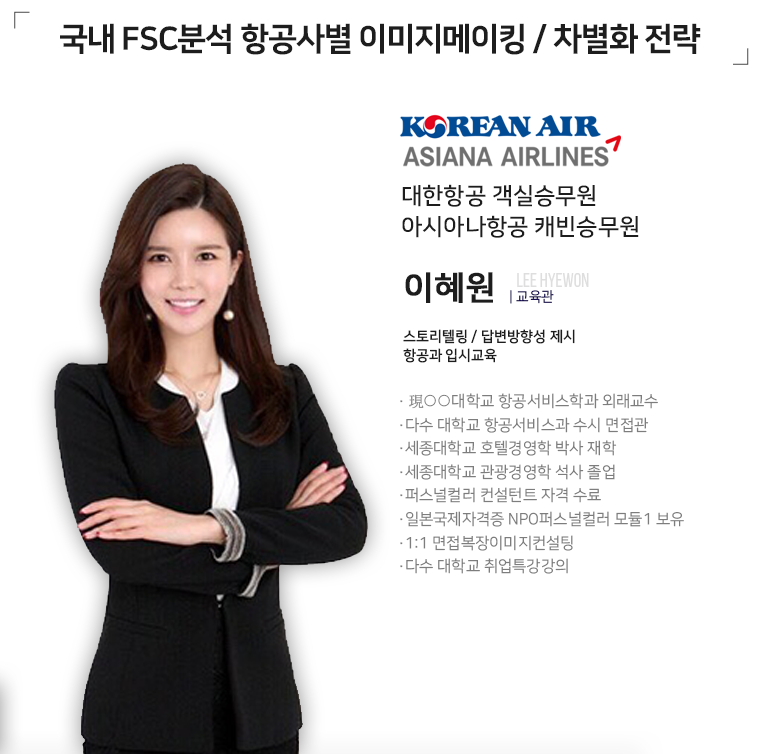 국내 FSC분석 항공사별 이미지메이킹 / 차별화 전략
KOREAN AIR
ASIANA AIRLINES
대한항공 객실승무원
아시아나항공 캐빈승무원
이혜원 LEE HYEWON
| 교육관
스토리텔링 / 답변방향성 제시
항공과 입시교육
· 現○○대학교 항공서비스학과 외래교수
·다수 대학교 항공서비스과 수시 면접관
·세종대학교 호텔경영학 박사 재학
·세종대학교 관광경영학 석사 졸업
·퍼스널컬러 컨설턴트 자격 수료
·일본국제자격증 NPO퍼스널컬러 모듈1 보유
·1:1 면접복장이미지컨설팅
·다수 대학교 취업특강강의